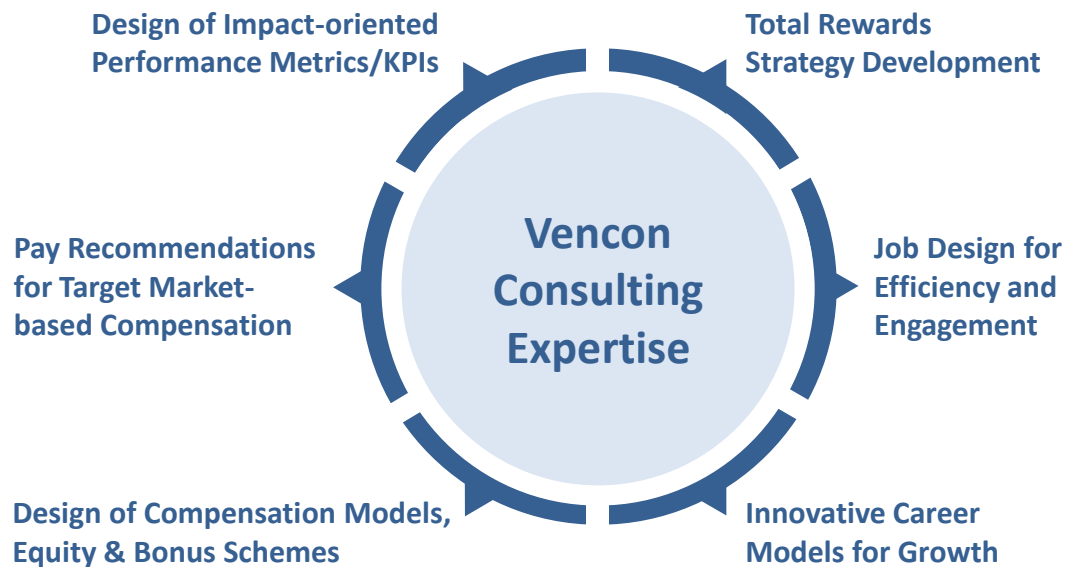 Design of Impact-oriented
Performance Metrics/KPIs
Total Rewards
Strategy Development
Pay Recommendations
for Target Market-
based Compensation
Vencon
Consulting
Expertise
Job Design for
Efficiency and
Engagement
Design of Compensation Models,
Equity & Bonus Schemes
Innovative Career
Models for Growth